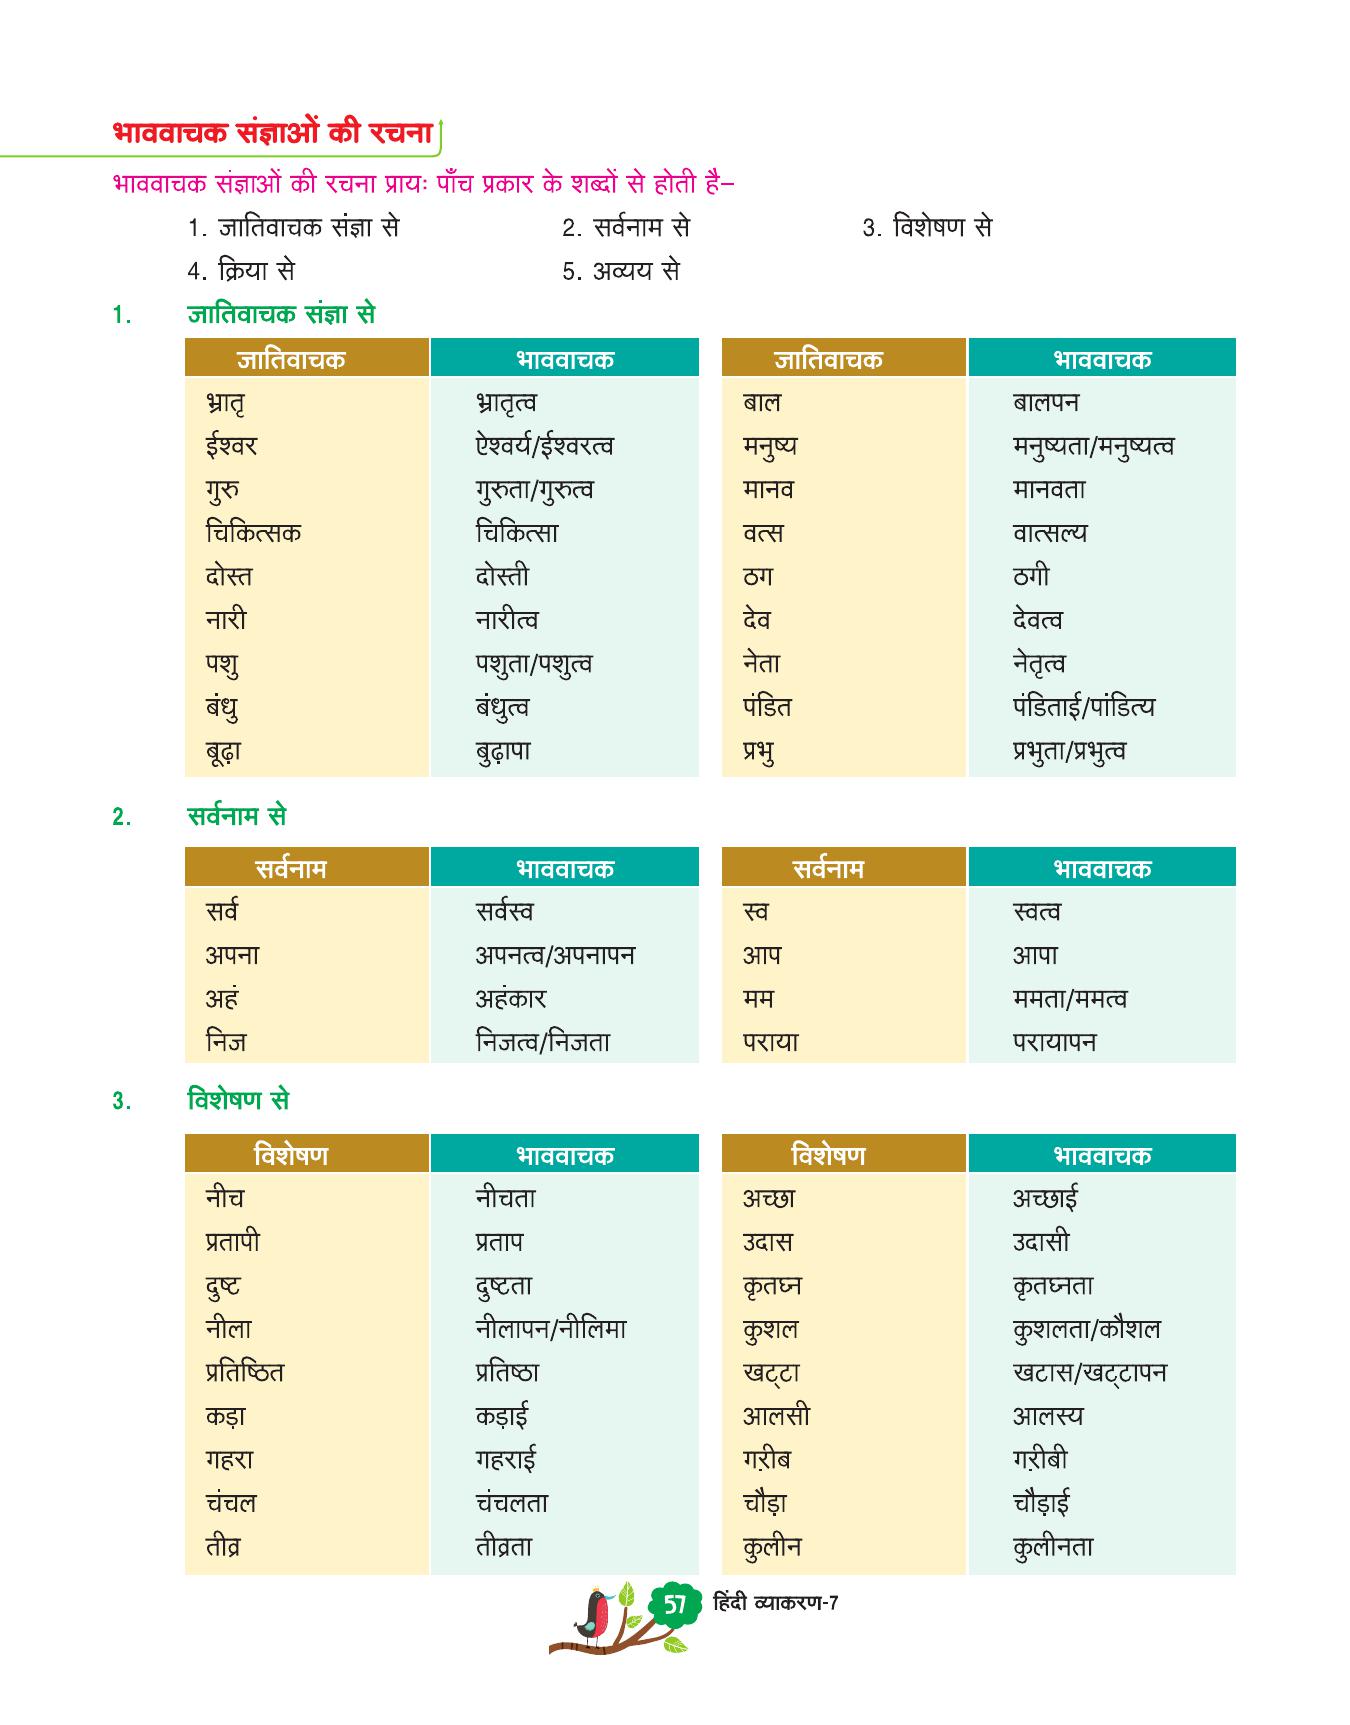 भाववाचक संज्ञाओं की रचना
भाववाचक संज्ञाओं की रचना प्रायः पाँच प्रकार के शब्दों से होती है–
1. जातिवाचक संज्ञा से 2. सर्वनाम से 3. विशेषण से
4. क्रिया से 5. अव्यय से
1. जातिवाचक संज्ञा से
जातिवाचक भाववाचक जातिवाचक भाववाचक
भ्रातृ भ्रातृत्व बाल बालपन
ईश्वर ऐश्वर्य/ईश्वरत्व मनुष्य मनुष्यता/मनुष्यत्व
गुरु गुरुता/गुरुत्व मानव मानवता
चिकित्सक चिकित्सा वत्स वात्सल्य
दोस्त दोस्ती ठग ठगी
नारी नारीत्व देव देवत्व
पशु पशुता/पशुत्व नेता नेतृत्व
बंधु बंधुत्व पंडित पंडिताई/पांडित्य
बूढ़ा बुढ़ापा प्रभु प्रभुता/प्रभुत्व
2. सर्वनाम से
सर्वनाम भाववाचक सर्वनाम भाववाचक
सर्व सर्वस्व स्व स्वत्व
अपना अपनत्व/अपनापन आप आपा
अहं अहंकार मम ममता/ममत्व
निज निजत्व/निजता पराया परायापन
3. विशेषण से
विशेषण भाववाचक विशेषण भाववाचक
नीच नीचता अच्छा अच्छाई
प्रतापी प्रताप उदास उदासी
दुष्ट दुष्टता कृतघ्न कृतघ्नता
नीला नीलापन/नीलिमा कुशल कुशलता/कौशल
प्रतिष्ठित प्रतिष्ठा खट्‌टा खटास/खट्‌टापन
कड़ा कड़ाई आलसी आलस्य
गहरा गहराई गऱीब गऱीबी
चंचल चंचलता चौड़ा चौड़ाई
तीव्र तीव्रता कुलीन कुलीनता
57 हिंदी व्याकरण-7